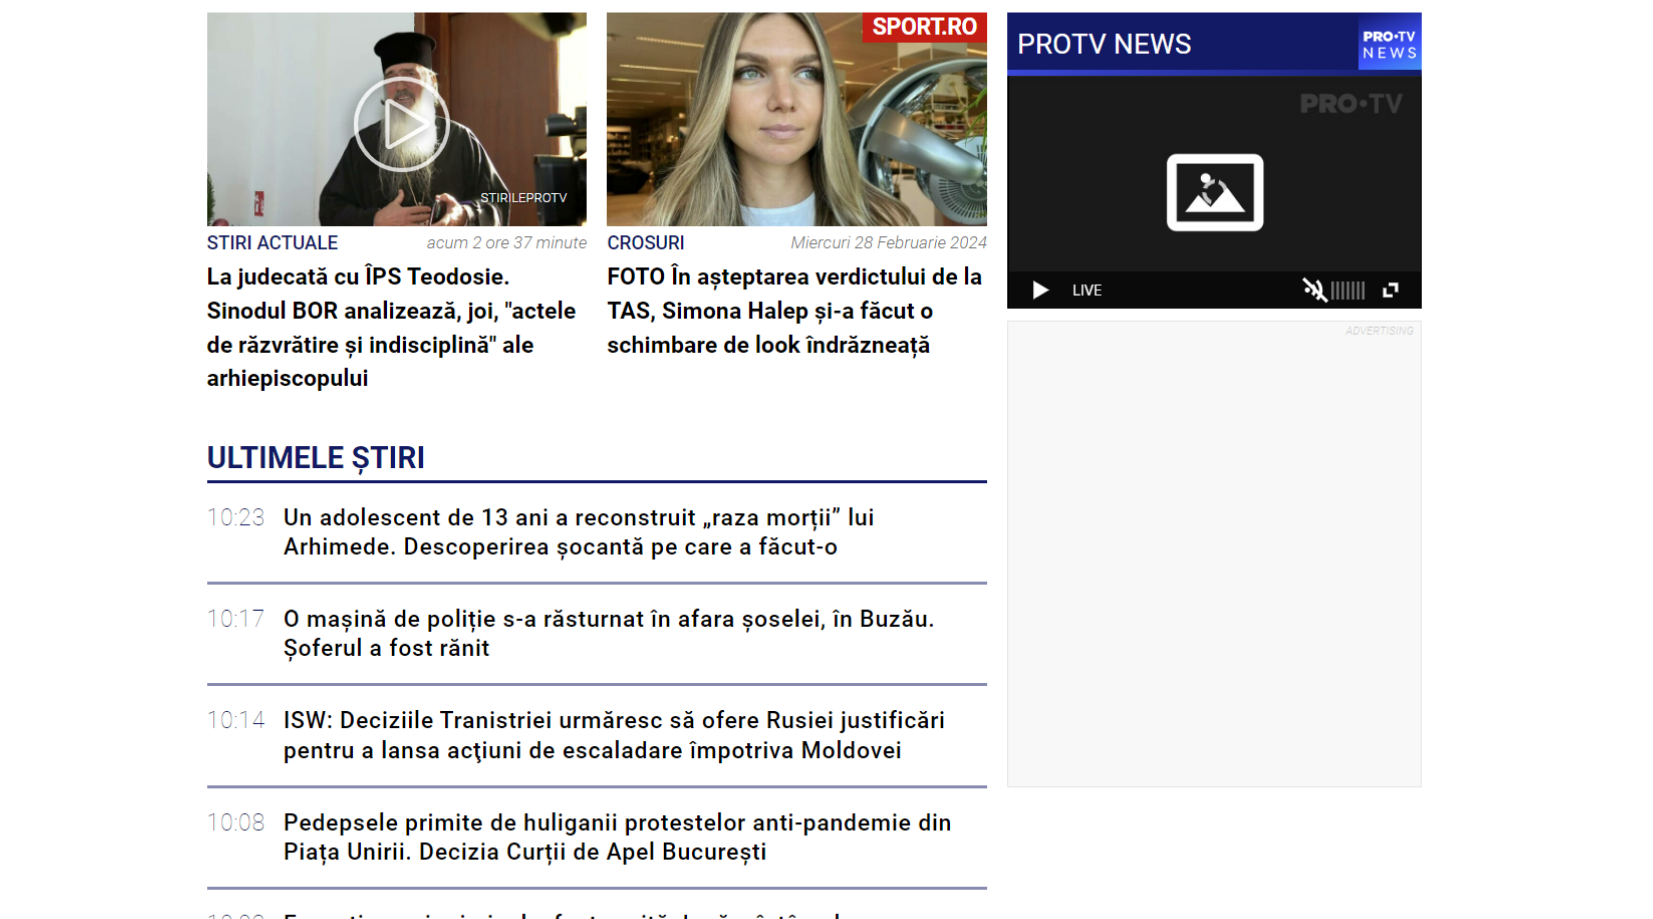 STIRILEPROTV
STIRI ACTUALE
acum 2 ore 37 minute
La judecată cu ÎPS Teodosie.
Sinodul BOR analizează, joi, "actele
de răzvrătire și indisciplină" ale
arhiepiscopului
SPORT.RO
CROSURI
Miercuri 28 Februarie 2024
FOTO În așteptarea verdictului de la
TAS, Simona Halep și-a făcut o
schimbare de look îndrăzneață
ULTIMELE ȘTIRI
10:23
Un adolescent de 13 ani a reconstruit „raza morții” lui
Arhimede. Descoperirea șocantă pe care a făcut-o
10:17
O mașină de poliție s-a răsturnat în afara șoselei, în Buzău.
Șoferul a fost rănit
10:14
ISW: Deciziile Tranistriei urmăresc să ofere Rusiei justificări
pentru a lansa acţiuni de escaladare împotriva Moldovei
10:08
Pedepsele primite de huliganii protestelor anti-pandemie din
Piața Unirii. Decizia Curții de Apel București
PROTV NEWS
PRO•TV
NEWS
PRO•TV
LIVE
ADVERTISING